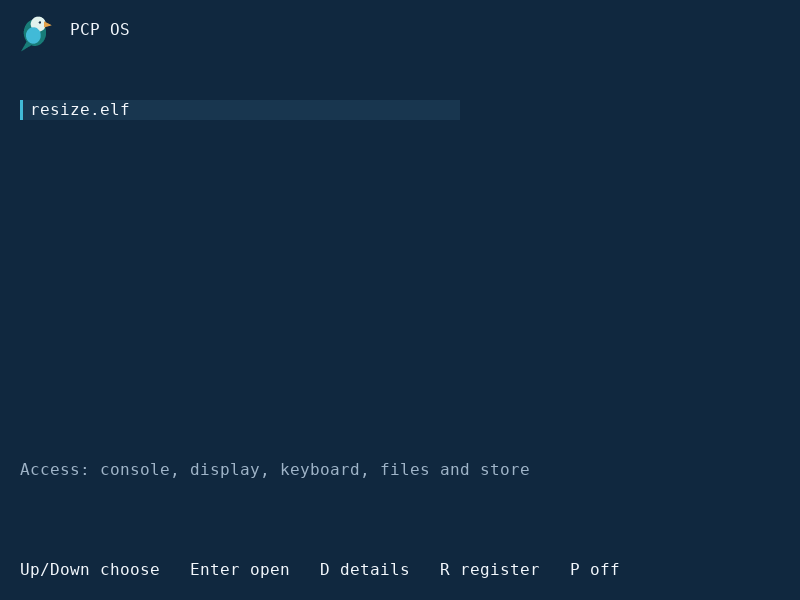 PCP OS
resize.elf
Access: console, display, keyboard, files and store
Up/Down choose   Enter open   D details   R register   P off